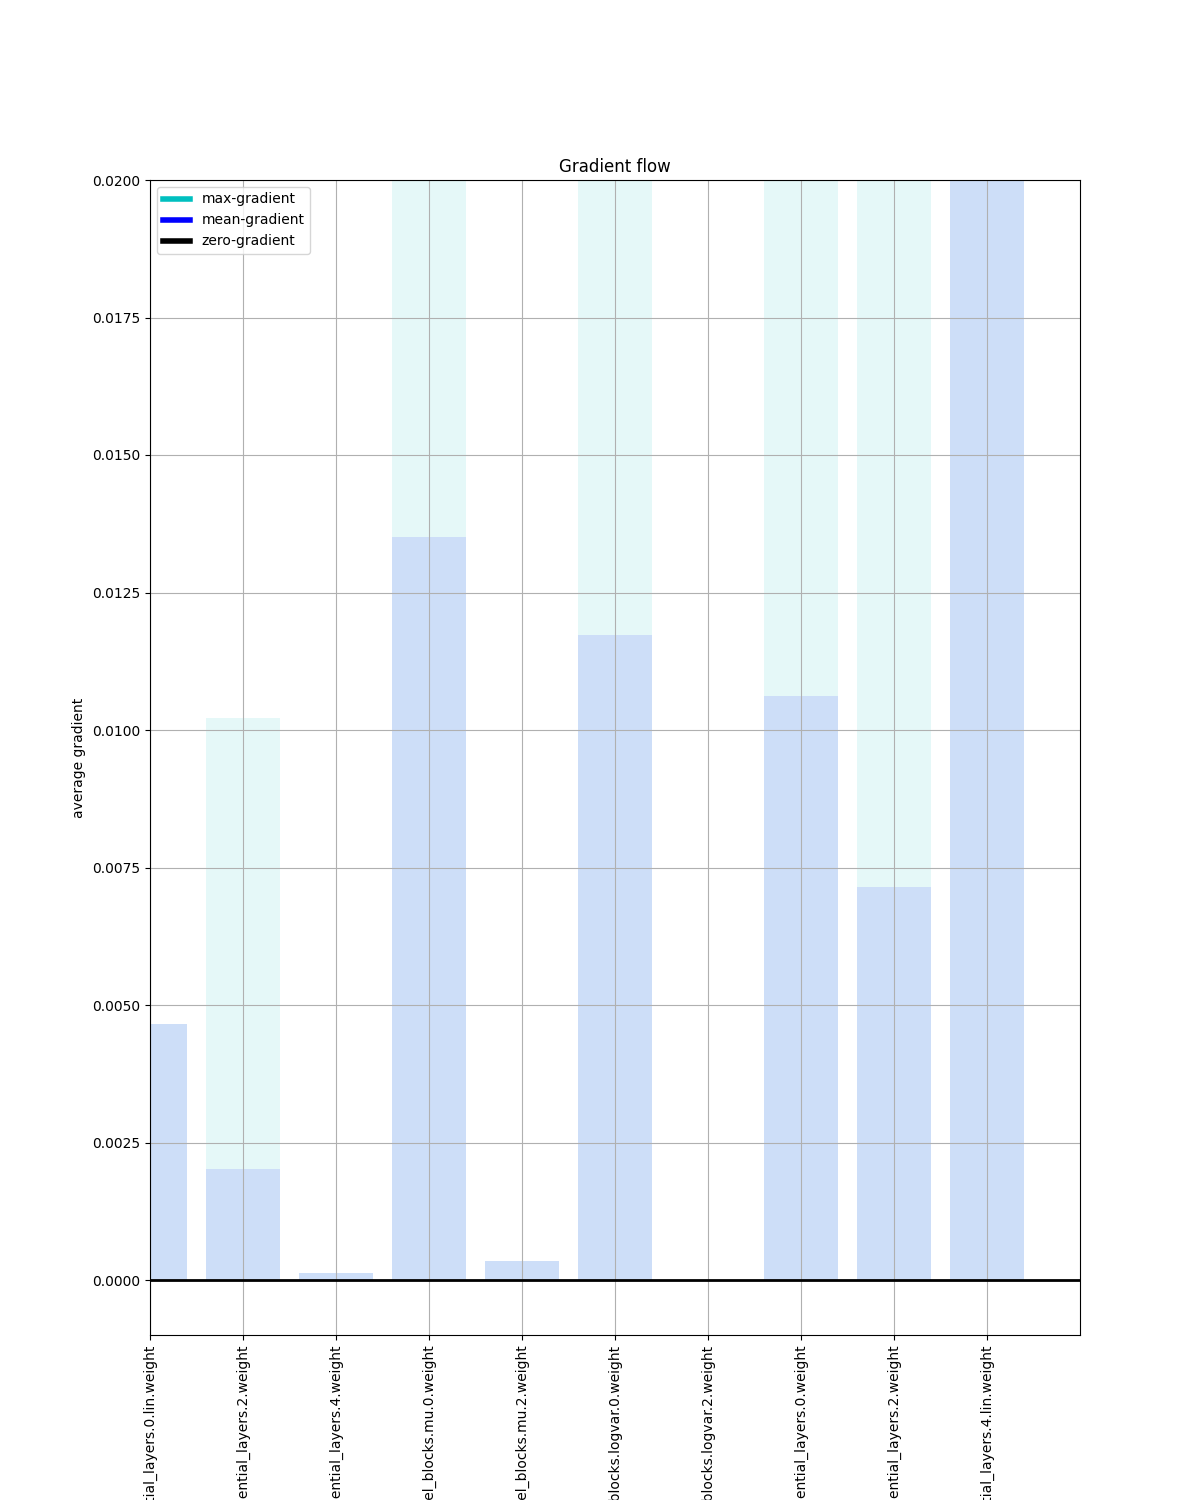 Gradient flow
max-gradient
mean-gradient
zero-gradient
0.0200
0.0175
0.0150
0.0125
0.0100
0.0075
0.0050
0.0025
0.0000
average gradient
tial_layers.0.lin.weight
ential_layers.2.weight
ential_layers.4.weight
el_blocks.mu.0.weight
el_blocks.mu.2.weight
blocks.logvar.0.weight
blocks.logvar.2.weight
ential_layers.0.weight
ential_layers.2.weight
tial_layers.4.lin.weight